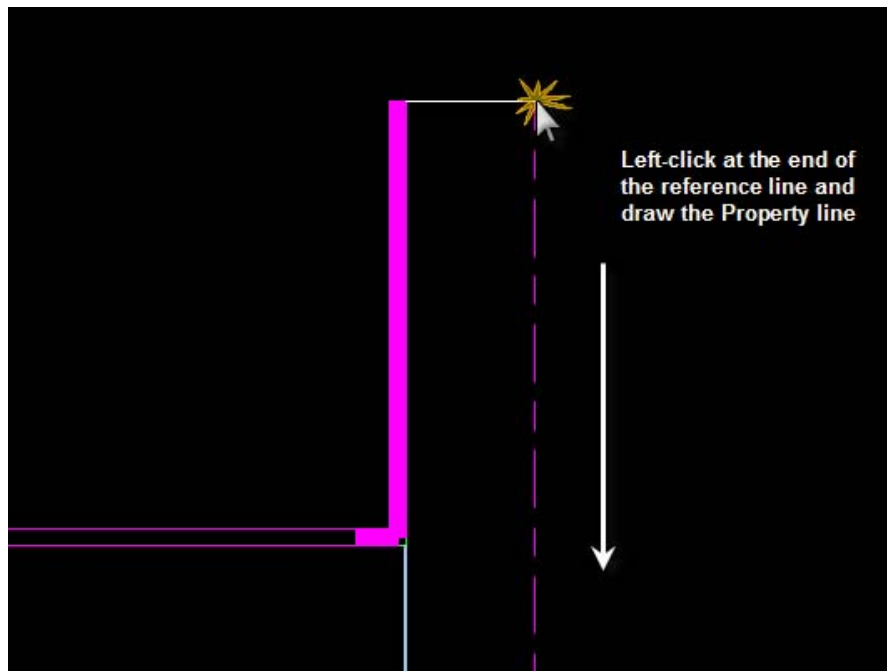 Left-click at the end of
the reference line and
draw the Property line